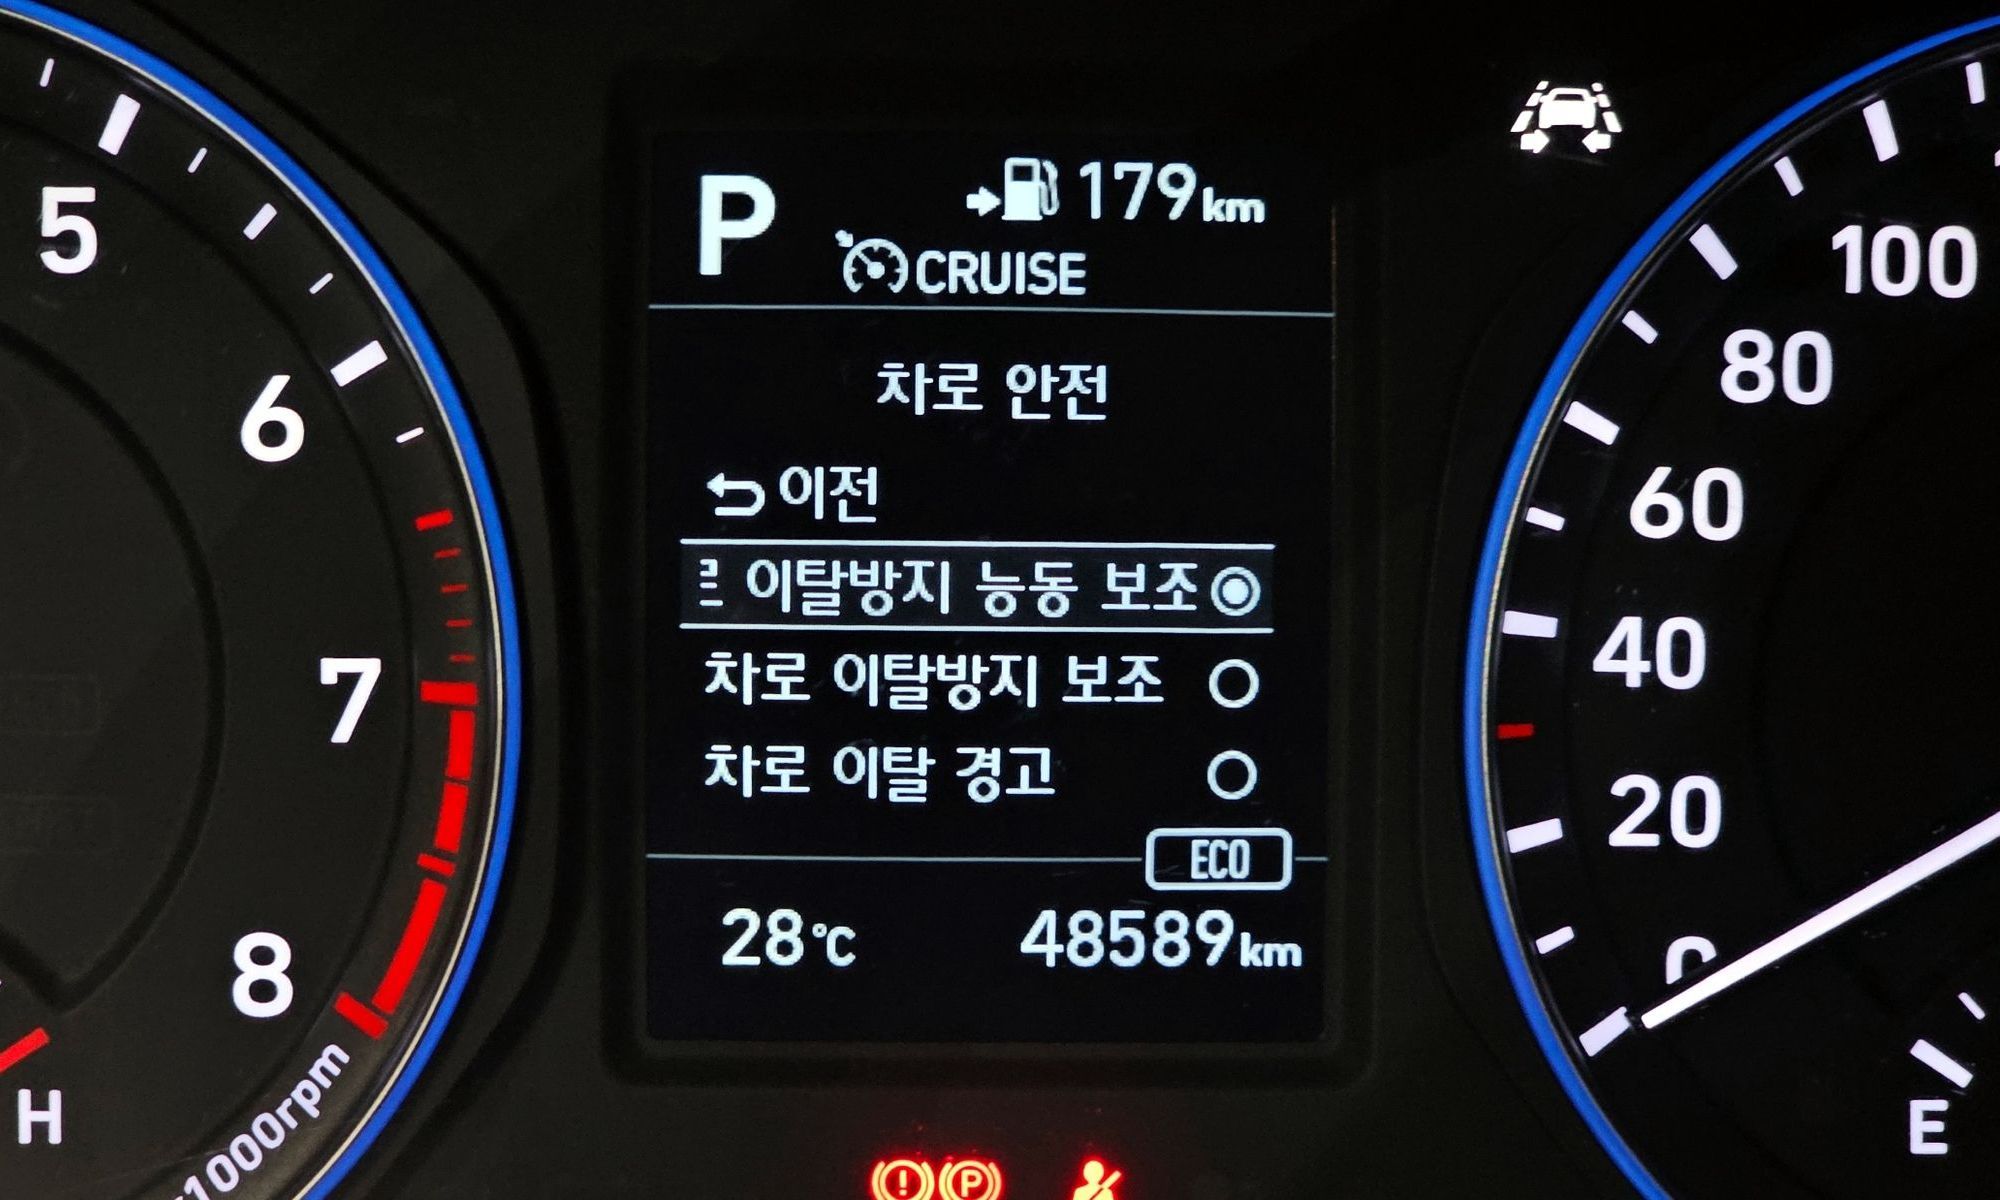 5
6
7
8
H
1000rpm
P
179km
CRUISE
차로 안전
이전
이탈방지 능동 보조
차로 이탈방지 보조
차로 이탈 경고
ECO
28℃
48589km
P
100
80
60
40
20
0
E